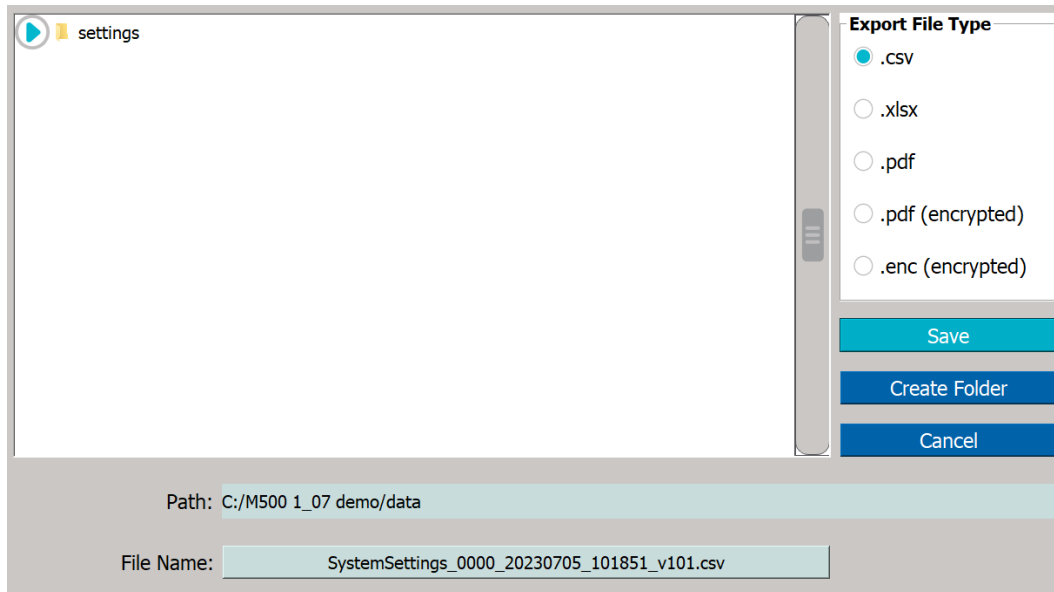 settings
Export File Type
.csv
.xlsx
.pdf
.pdf (encrypted)
.enc (encrypted)
Save
Create Folder
Cancel
Path: C:/M500 1_07 demo/data
File Name: SystemSettings_0000_20230705_101851_v101.csv